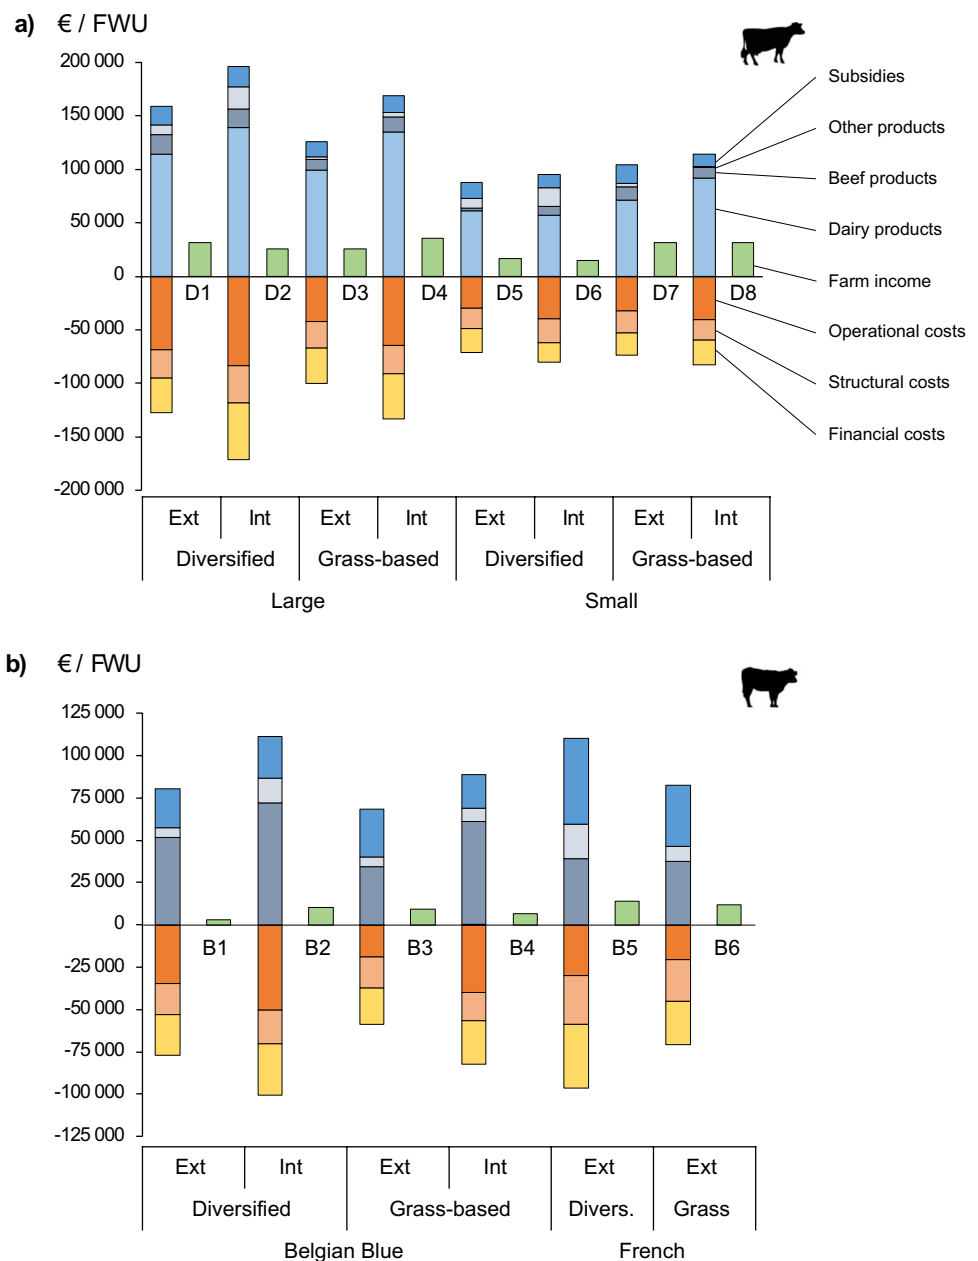 a) € / FWU
200 000
150 000
100 000
50 000
0
-50 000
-100 000
-150 000
-200 000
D1 D2 D3 D4 D5 D6 D7 D8
Subsidies
Other products
Beef products
Dairy products
Farm income
Operational costs
Structural costs
Financial costs
Ext Int Ext Int Ext Int Ext Int
Diversified Grass-based Diversified Grass-based
Large Small
b) € / FWU
125 000
100 000
75 000
50 000
25 000
0
-25 000
-50 000
-75 000
-100 000
-125 000
B1 B2 B3 B4 B5 B6
Ext Int Ext Int Ext Ext
Diversified Grass-based Divers. Grass
Belgian Blue French